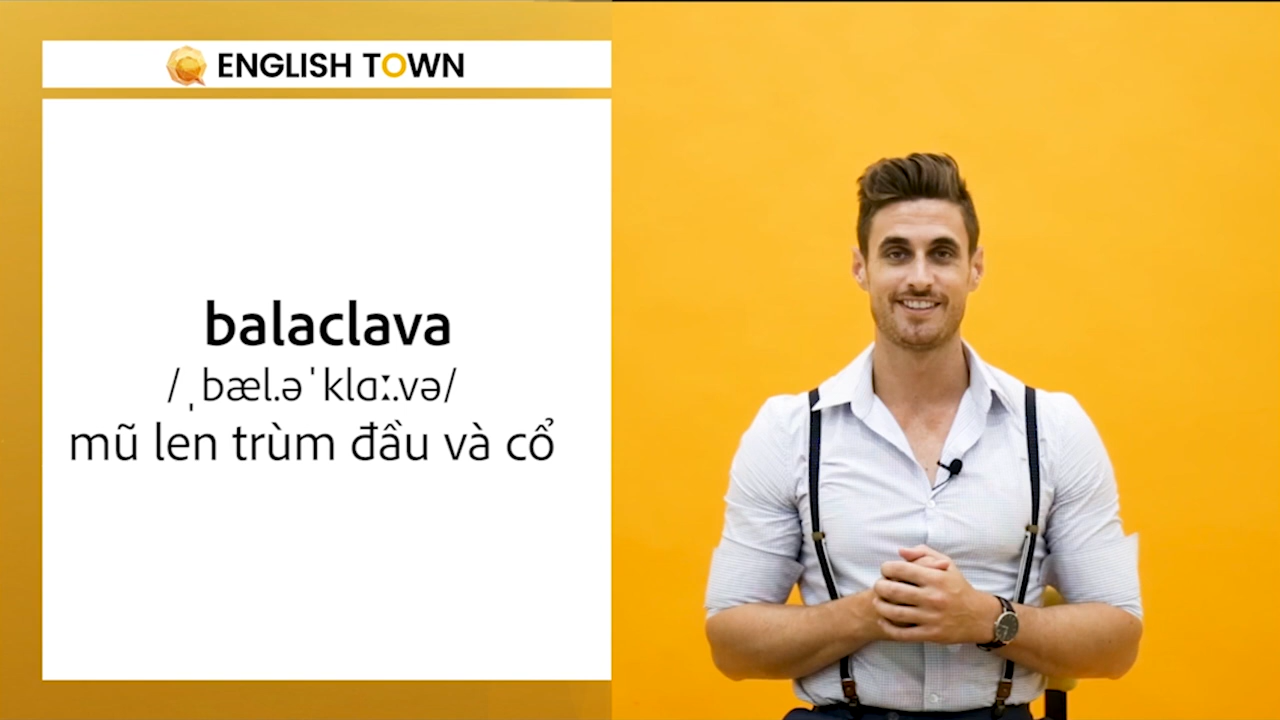 ENGLISH TOWN
balaclava
/ˌbæl.əˈklɑː.və/
mũ len trùm đầu và cổ